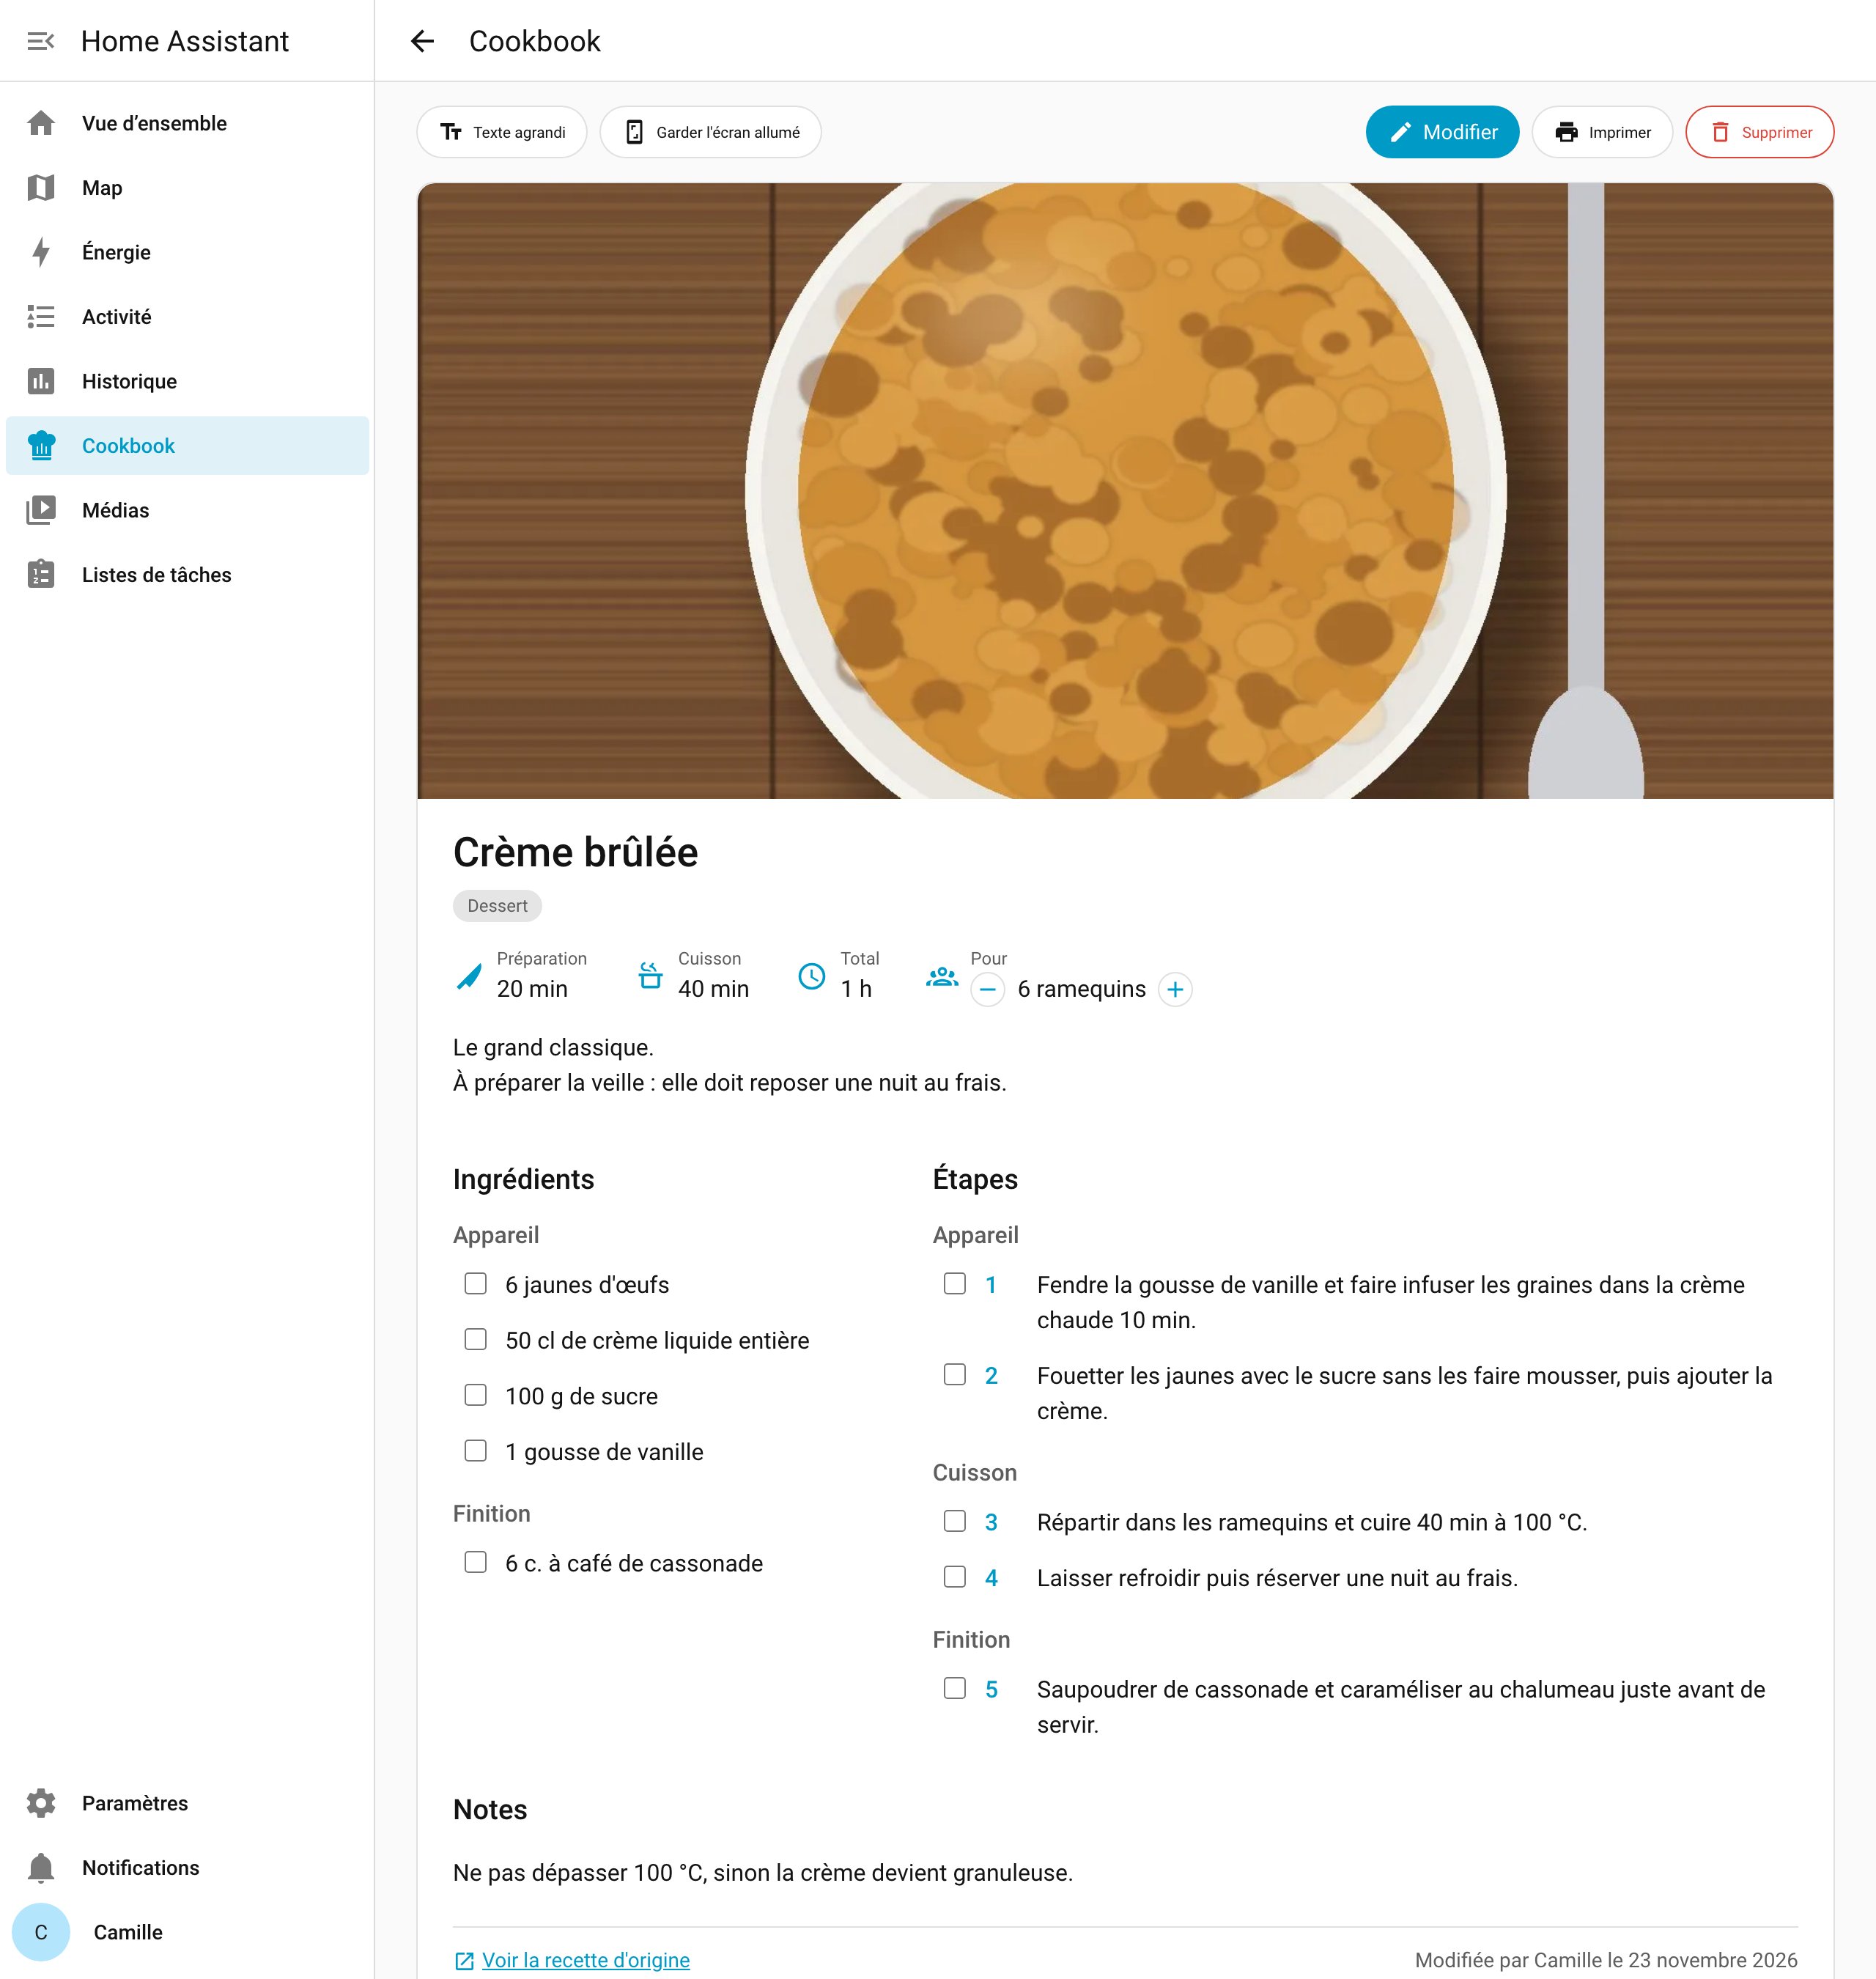 Home Assistant
Vue d’ensemble
Map
Énergie
Activité
Historique
Cookbook
Médias
Listes de tâches
Paramètres
Notifications
C
Camille
Cookbook
Texte agrandi
Garder l'écran allumé
Modifier
Imprimer
Supprimer
Crème brûlée
Dessert
Préparation
20 min
Cuisson
40 min
Total
1 h
Pour
6 ramequins
Le grand classique.
À préparer la veille : elle doit reposer une nuit au frais.
Ingrédients
Appareil
6 jaunes d'œufs
50 cl de crème liquide entière
100 g de sucre
1 gousse de vanille
Finition
6 c. à café de cassonade
Étapes
Appareil
1 Fendre la gousse de vanille et faire infuser les graines dans la crème
chaude 10 min.
2 Fouetter les jaunes avec le sucre sans les faire mousser, puis ajouter la
crème.
Cuisson
3 Répartir dans les ramequins et cuire 40 min à 100 °C.
4 Laisser refroidir puis réserver une nuit au frais.
Finition
5 Saupoudrer de cassonade et caraméliser au chalumeau juste avant de
servir.
Notes
Ne pas dépasser 100 °C, sinon la crème devient granuleuse.
Voir la recette d'origine
Modifiée par Camille le 23 novembre 2026